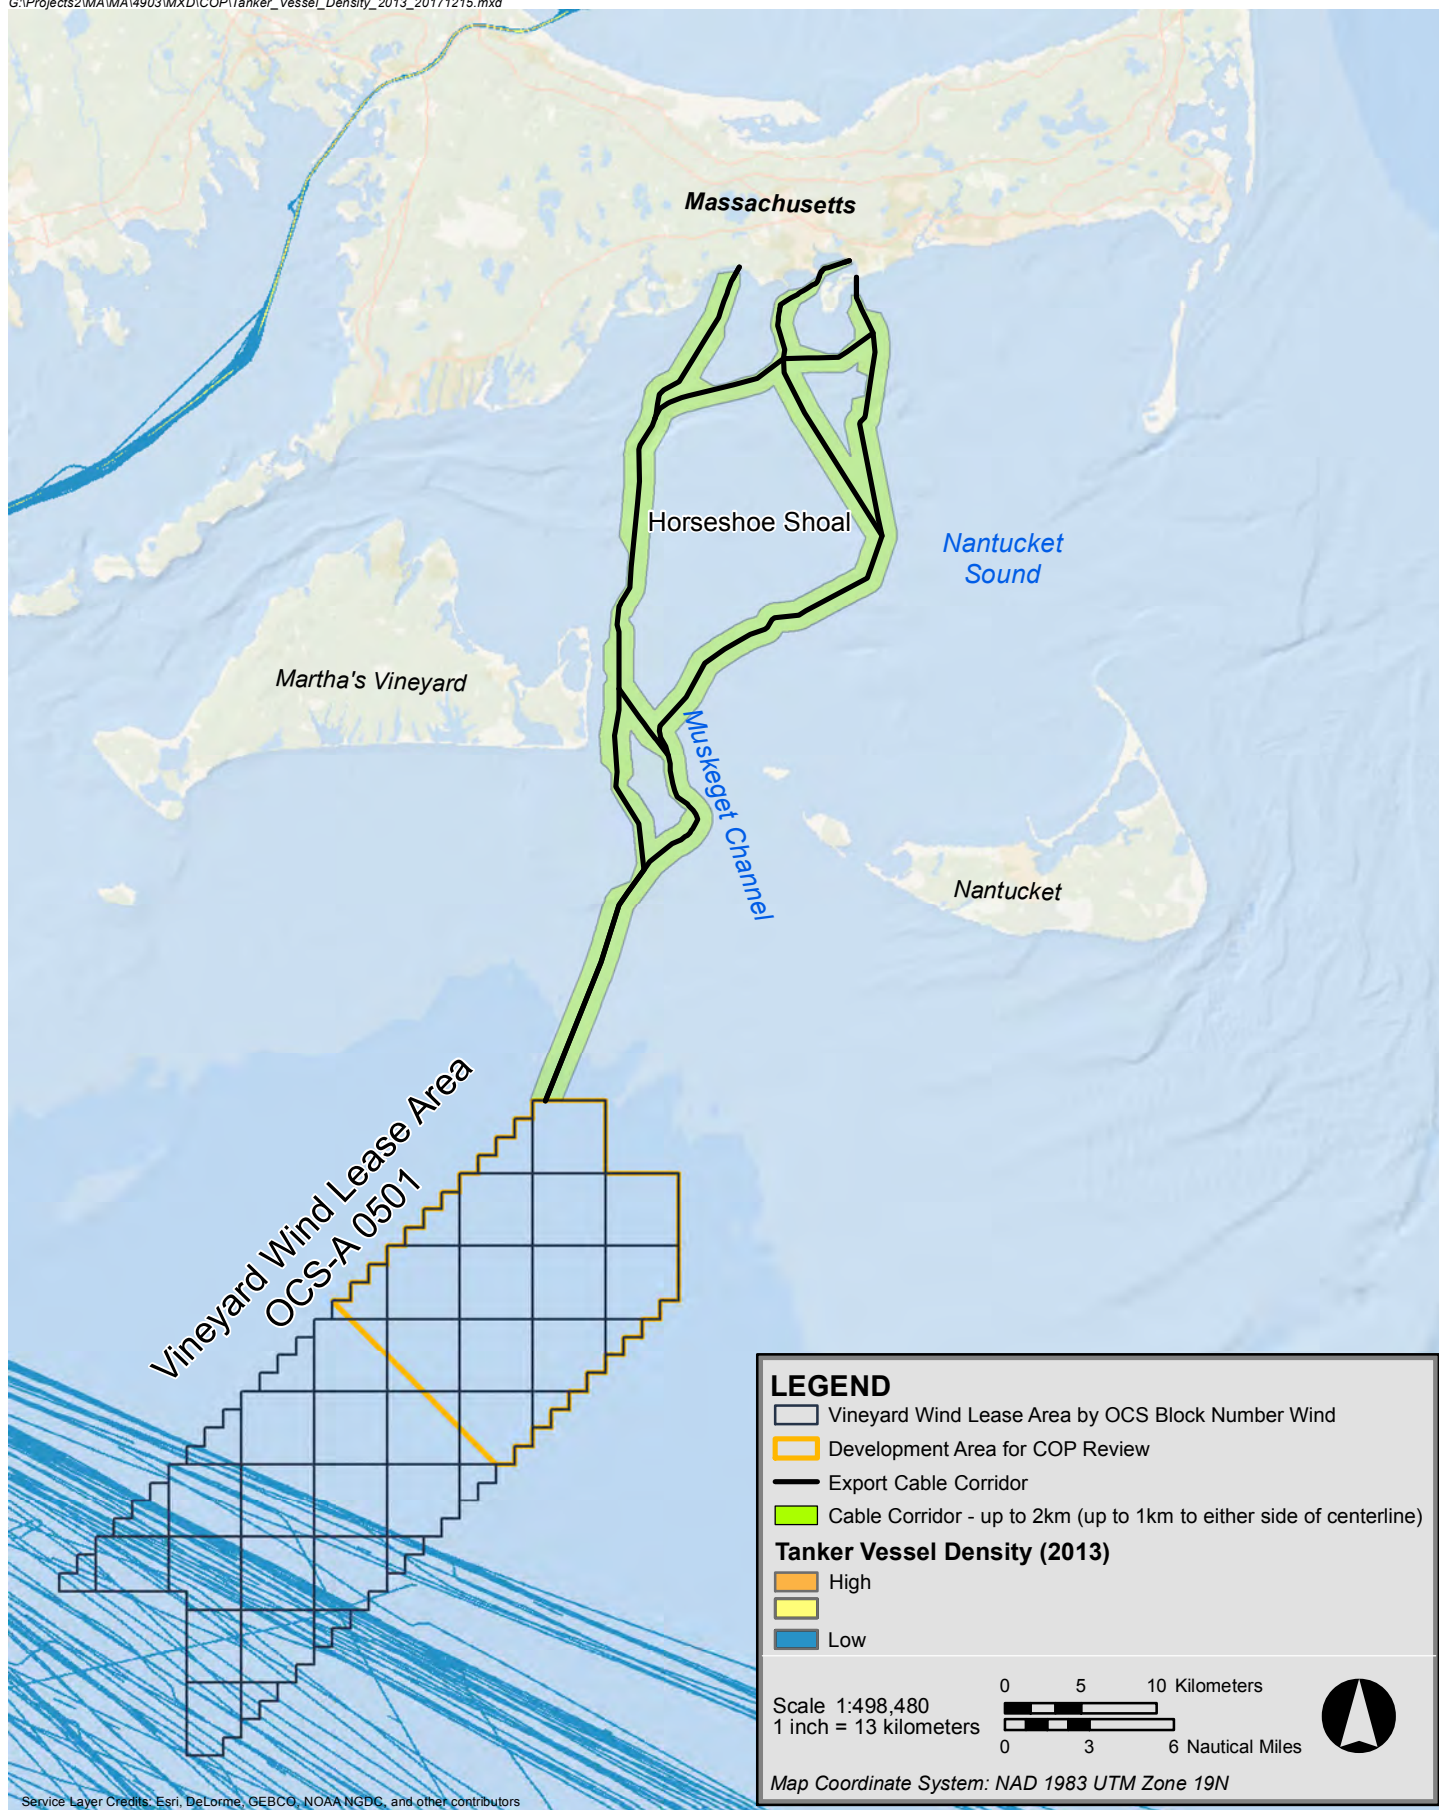 G:\Projects2\MA\MA\4903\MXD\COP\Tanker_Vessel_Density_2013_20171215.mxd
Massachusetts
Horseshoe Shoal
Nantucket
Sound
Martha's Vineyard
Muskeget Channel
Nantucket
Vineyard Wind Lease Area
OCS-A 0501
LEGEND
Vineyard Wind Lease Area by OCS Block Number Wind
Development Area for COP Review
Export Cable Corridor
Cable Corridor - up to 2km (up to 1km to either side of centerline)
Tanker Vessel Density (2013)
High
Low
0 5 10 Kilometers
Scale 1:498,480
1 inch = 13 kilometers
0 3 6 Nautical Miles
Map Coordinate System: NAD 1983 UTM Zone 19N
Service Layer Credits: Esri, DeLorme, GEBCO, NOAA NGDC, and other contributors